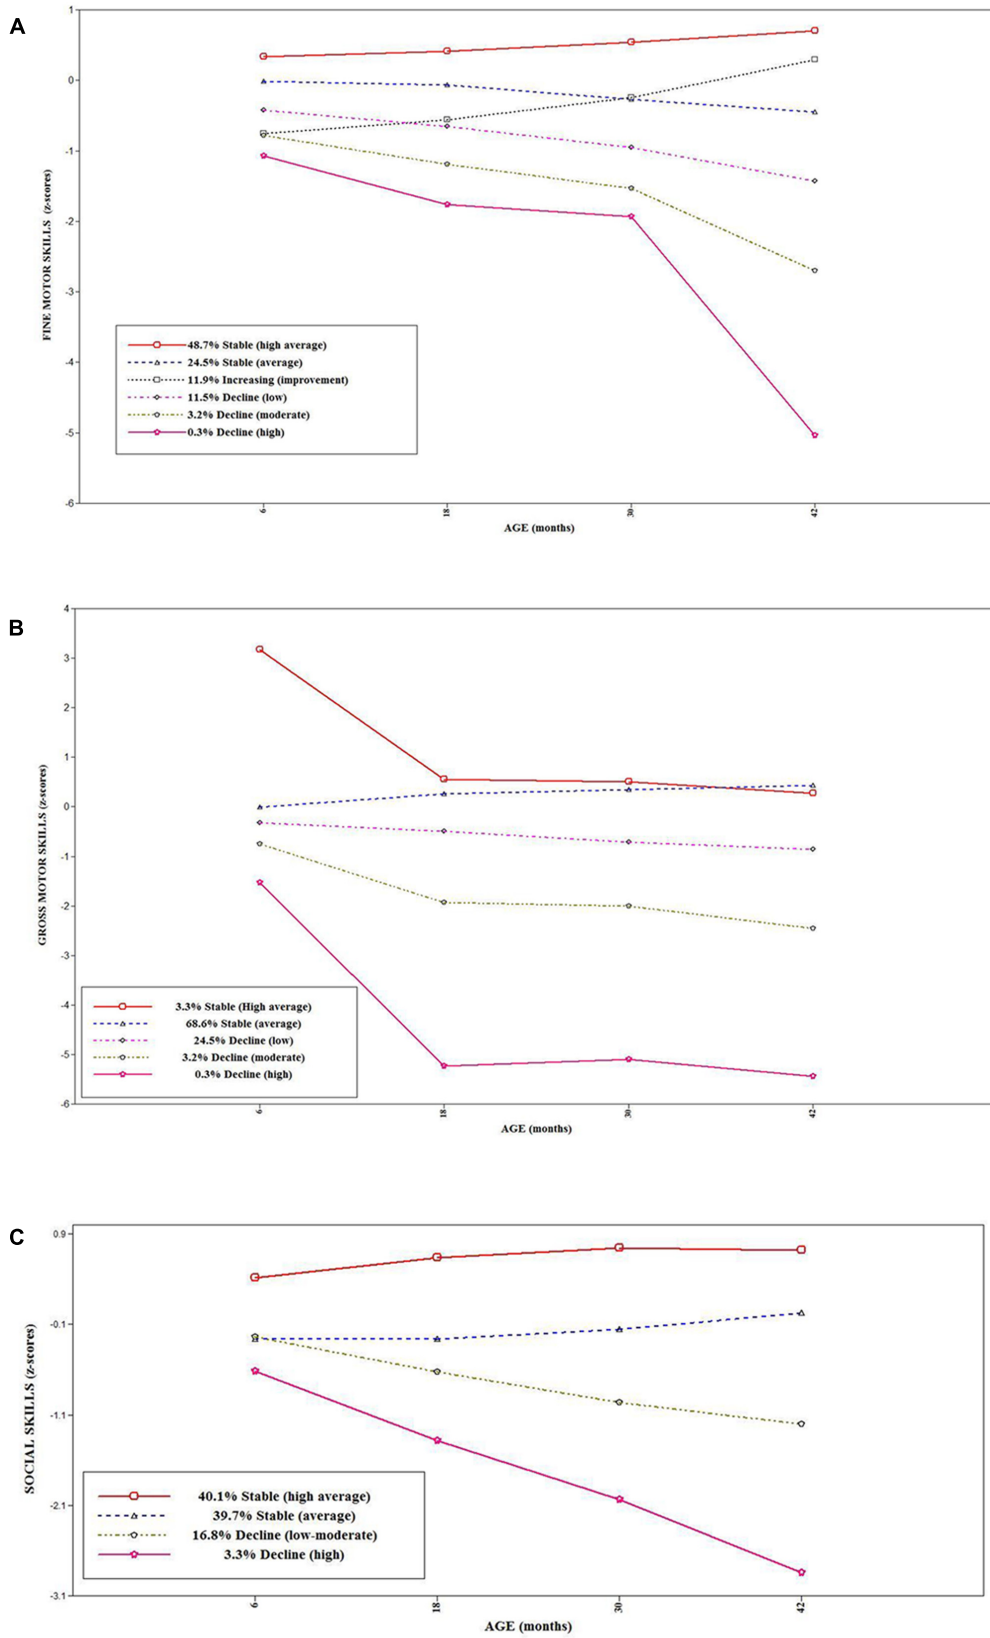 A
1
0
-1
-2
-3
-4
-5
-6
FINE MOTOR SKILLS (z-scores)
48.7% Stable (high average)
24.5% Stable (average)
11.9% Increasing (improvement)
11.5% Decline (low)
3.2% Decline (moderate)
0.3% Decline (high)
6 18 30 42
AGE (months)
B
4
3
2
1
0
-1
-2
-3
-4
-5
-6
GROSS MOTOR SKILLS (z-scores)
3.3% Stable (High average)
68.6% Stable (average)
24.5% Decline (low)
3.2% Decline (moderate)
0.3% Decline (high)
6 18 30 42
AGE (months)
C
0.9
-0.1
-1.1
-2.1
-3.1
SOCIAL SKILLS (z-scores)
40.1% Stable (high average)
39.7% Stable (average)
16.8% Decline (low-moderate)
3.3% Decline (high)
6 18 30 42
AGE (months)